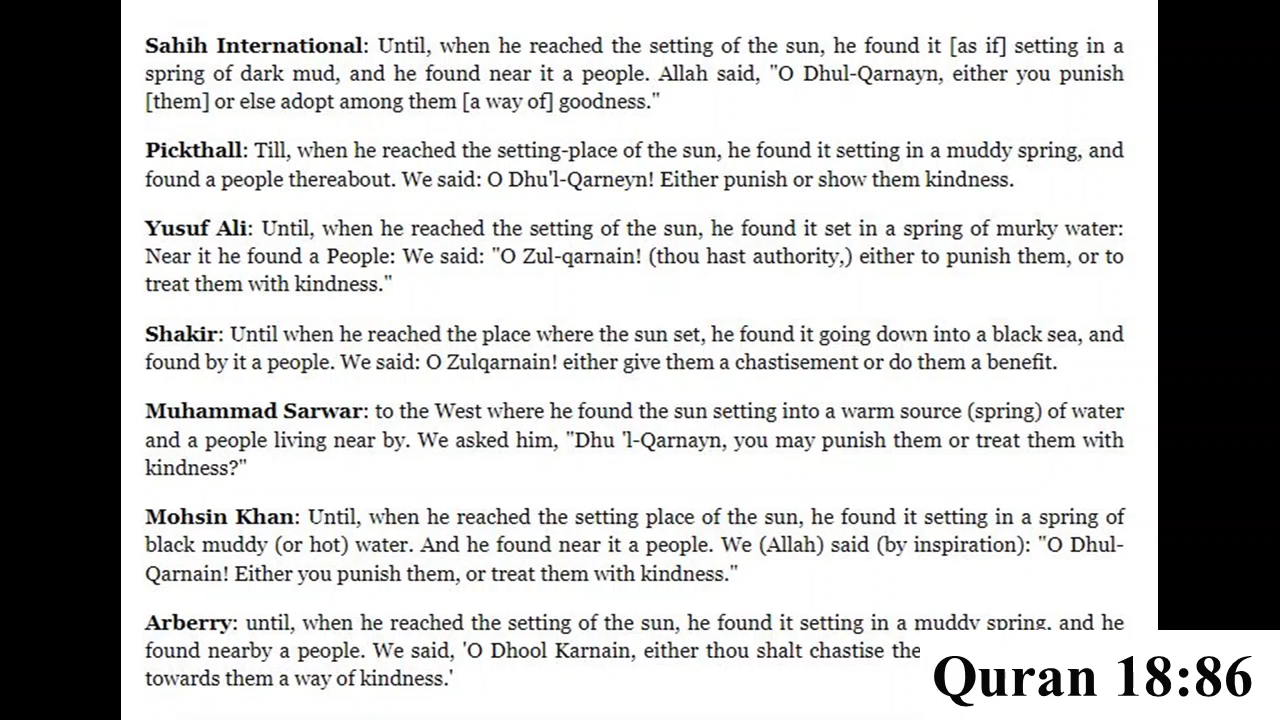 Sahih International: Until, when he reached the setting of the sun, he found it [as if] setting in a
spring of dark mud, and he found near it a people. Allah said, "O Dhul-Qarnayn, either you punish
[them] or else adopt among them [a way of] goodness."
Pickthall: Till, when he reached the setting-place of the sun, he found it setting in a muddy spring, and
found a people thereabout. We said: O Dhu'l-Qarneyn! Either punish or show them kindness.
Yusuf Ali: Until, when he reached the setting of the sun, he found it set in a spring of murky water:
Near it he found a People: We said: "O Zul-qarnain! (thou hast authority,) either to punish them, or to
treat them with kindness."
Shakir: Until when he reached the place where the sun set, he found it going down into a black sea, and
found by it a people. We said: O Zulqarnain! either give them a chastisement or do them a benefit.
Muhammad Sarwar: to the West where he found the sun setting into a warm source (spring) of water
and a people living near by. We asked him, "Dhu 'l-Qarnayn, you may punish them or treat them with
kindness?"
Mohsin Khan: Until, when he reached the setting place of the sun, he found it setting in a spring of
black muddy (or hot) water. And he found near it a people. We (Allah) said (by inspiration): "O Dhul-
Qarnain! Either you punish them, or treat them with kindness."
Arberry: until, when he reached the setting of the sun, he found it setting in a muddy spring, and he
found nearby a people. We said, 'O Dhool Karnain, either thou shalt chastise
towards them a way of kindness.'
Quran 18:86